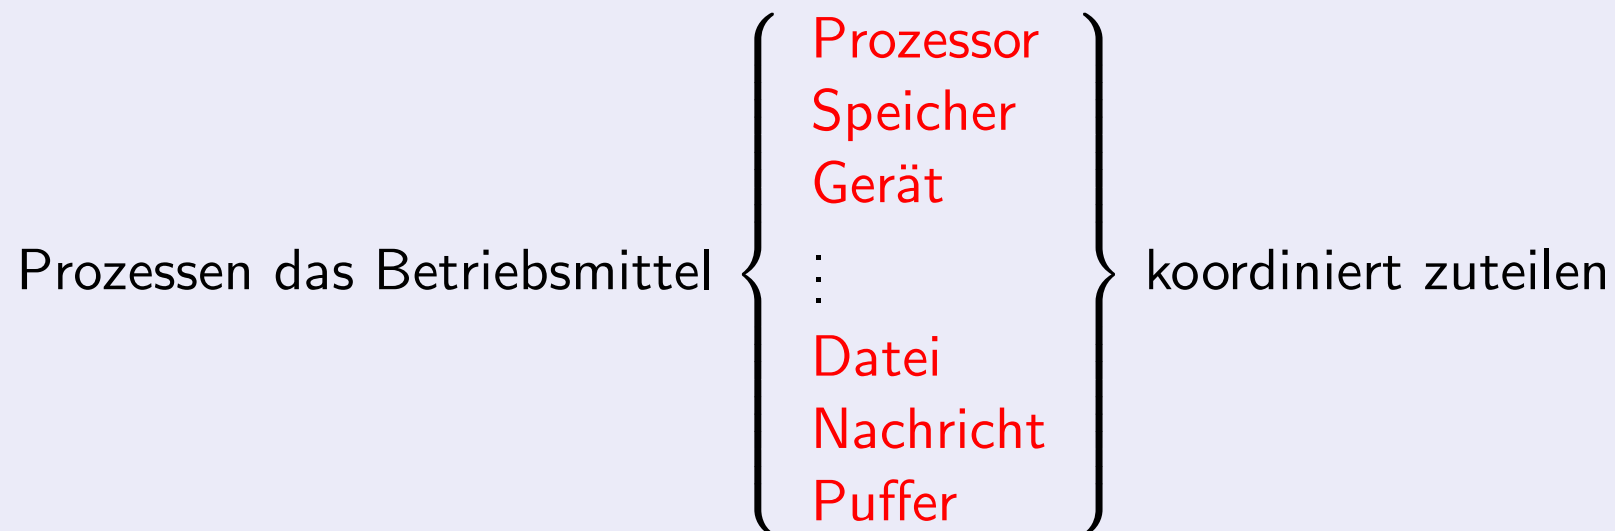 Prozessor
Speicher
Gerät
Prozessen das Betriebsmittel { ⋮ } koordiniert zuteilen
Datei
Nachricht
Puffer